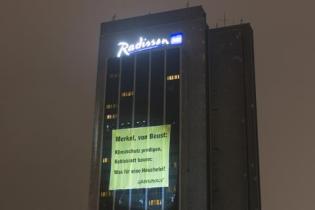 Radisson
Merkel, von Beust:
Klimaschutz predigen,
Kohlekraft bauen:
Was für eine Heuchelei!
GREENPEACE